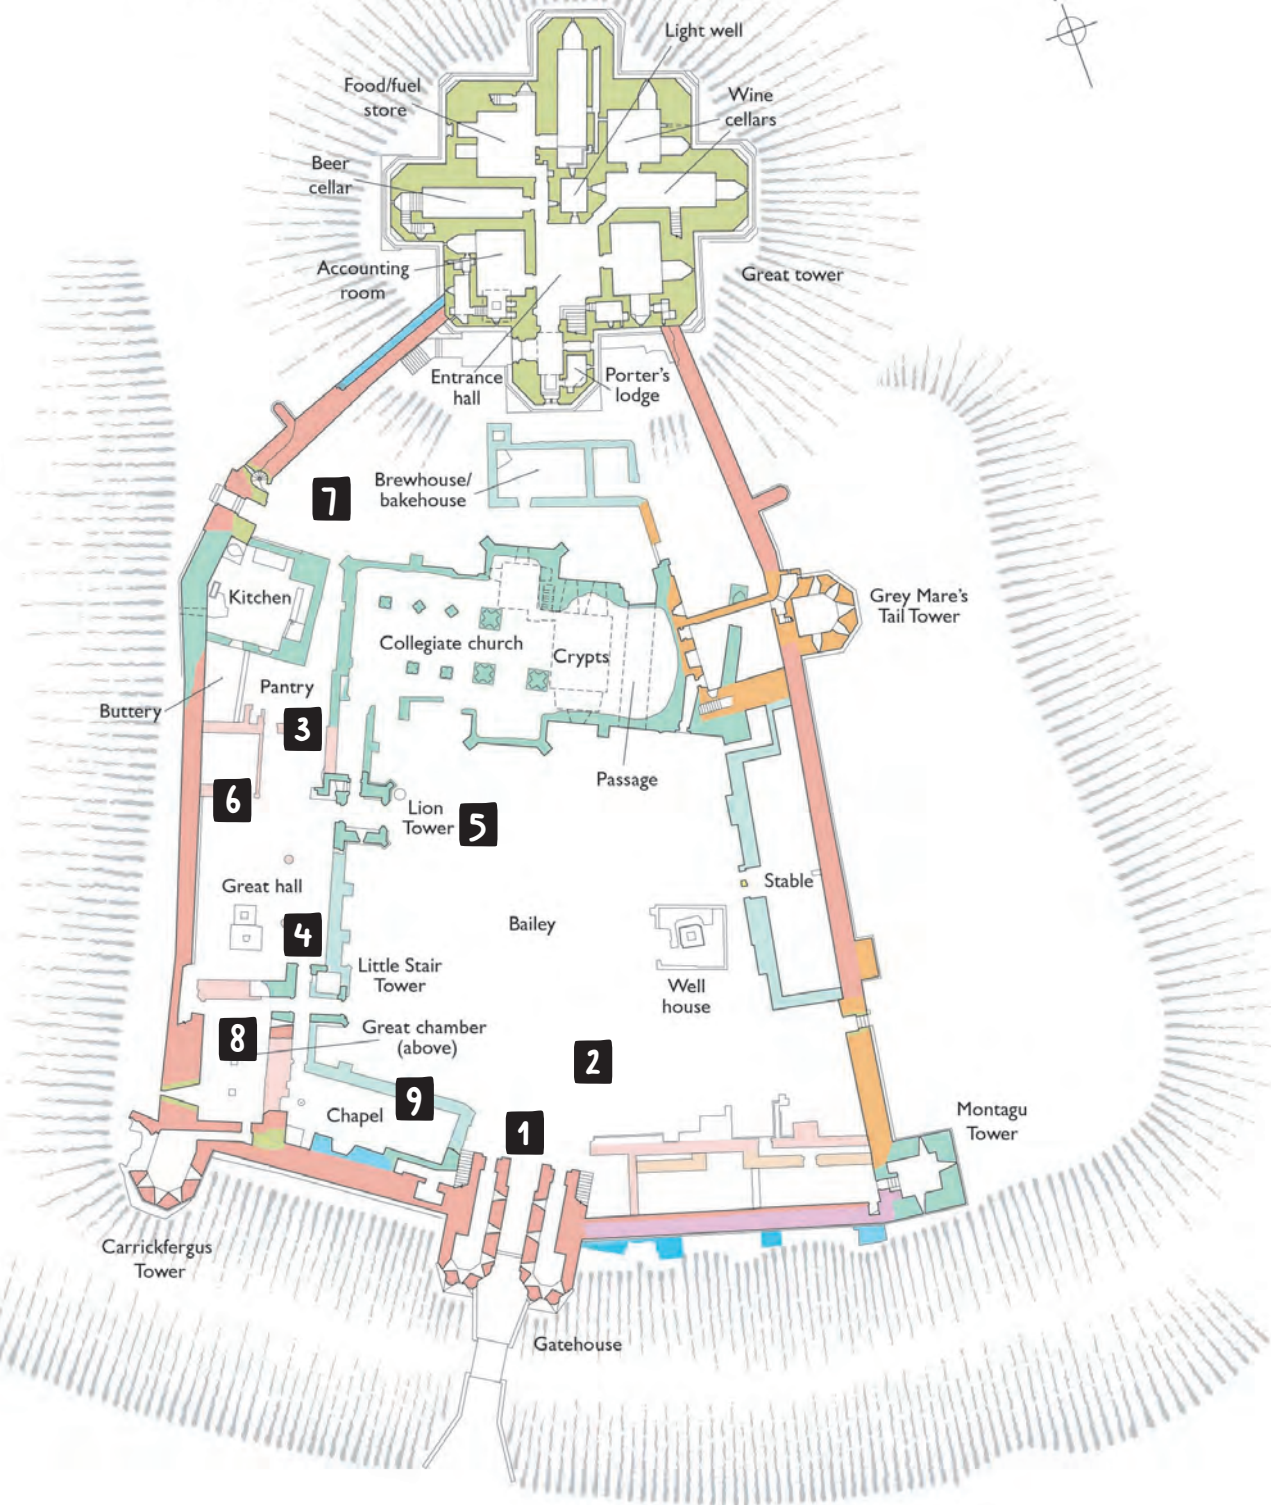 Light well
Food/fuel
store
Wine
cellars
Beer
cellar
Accounting
room
Great tower
Entrance
hall
Porter's
lodge
7
Brewhouse/
bakehouse
Kitchen
Grey Mare's
Tail Tower
Collegiate church
Crypts
Pantry
Buttery
3
Passage
6
Lion
Tower
5
Stable
Great hall
Bailey
4
Little Stair
Tower
Well
house
8
Great chamber
(above)
2
9
Chapel
1
Montagu
Tower
Carrickfergus
Tower
Gatehouse